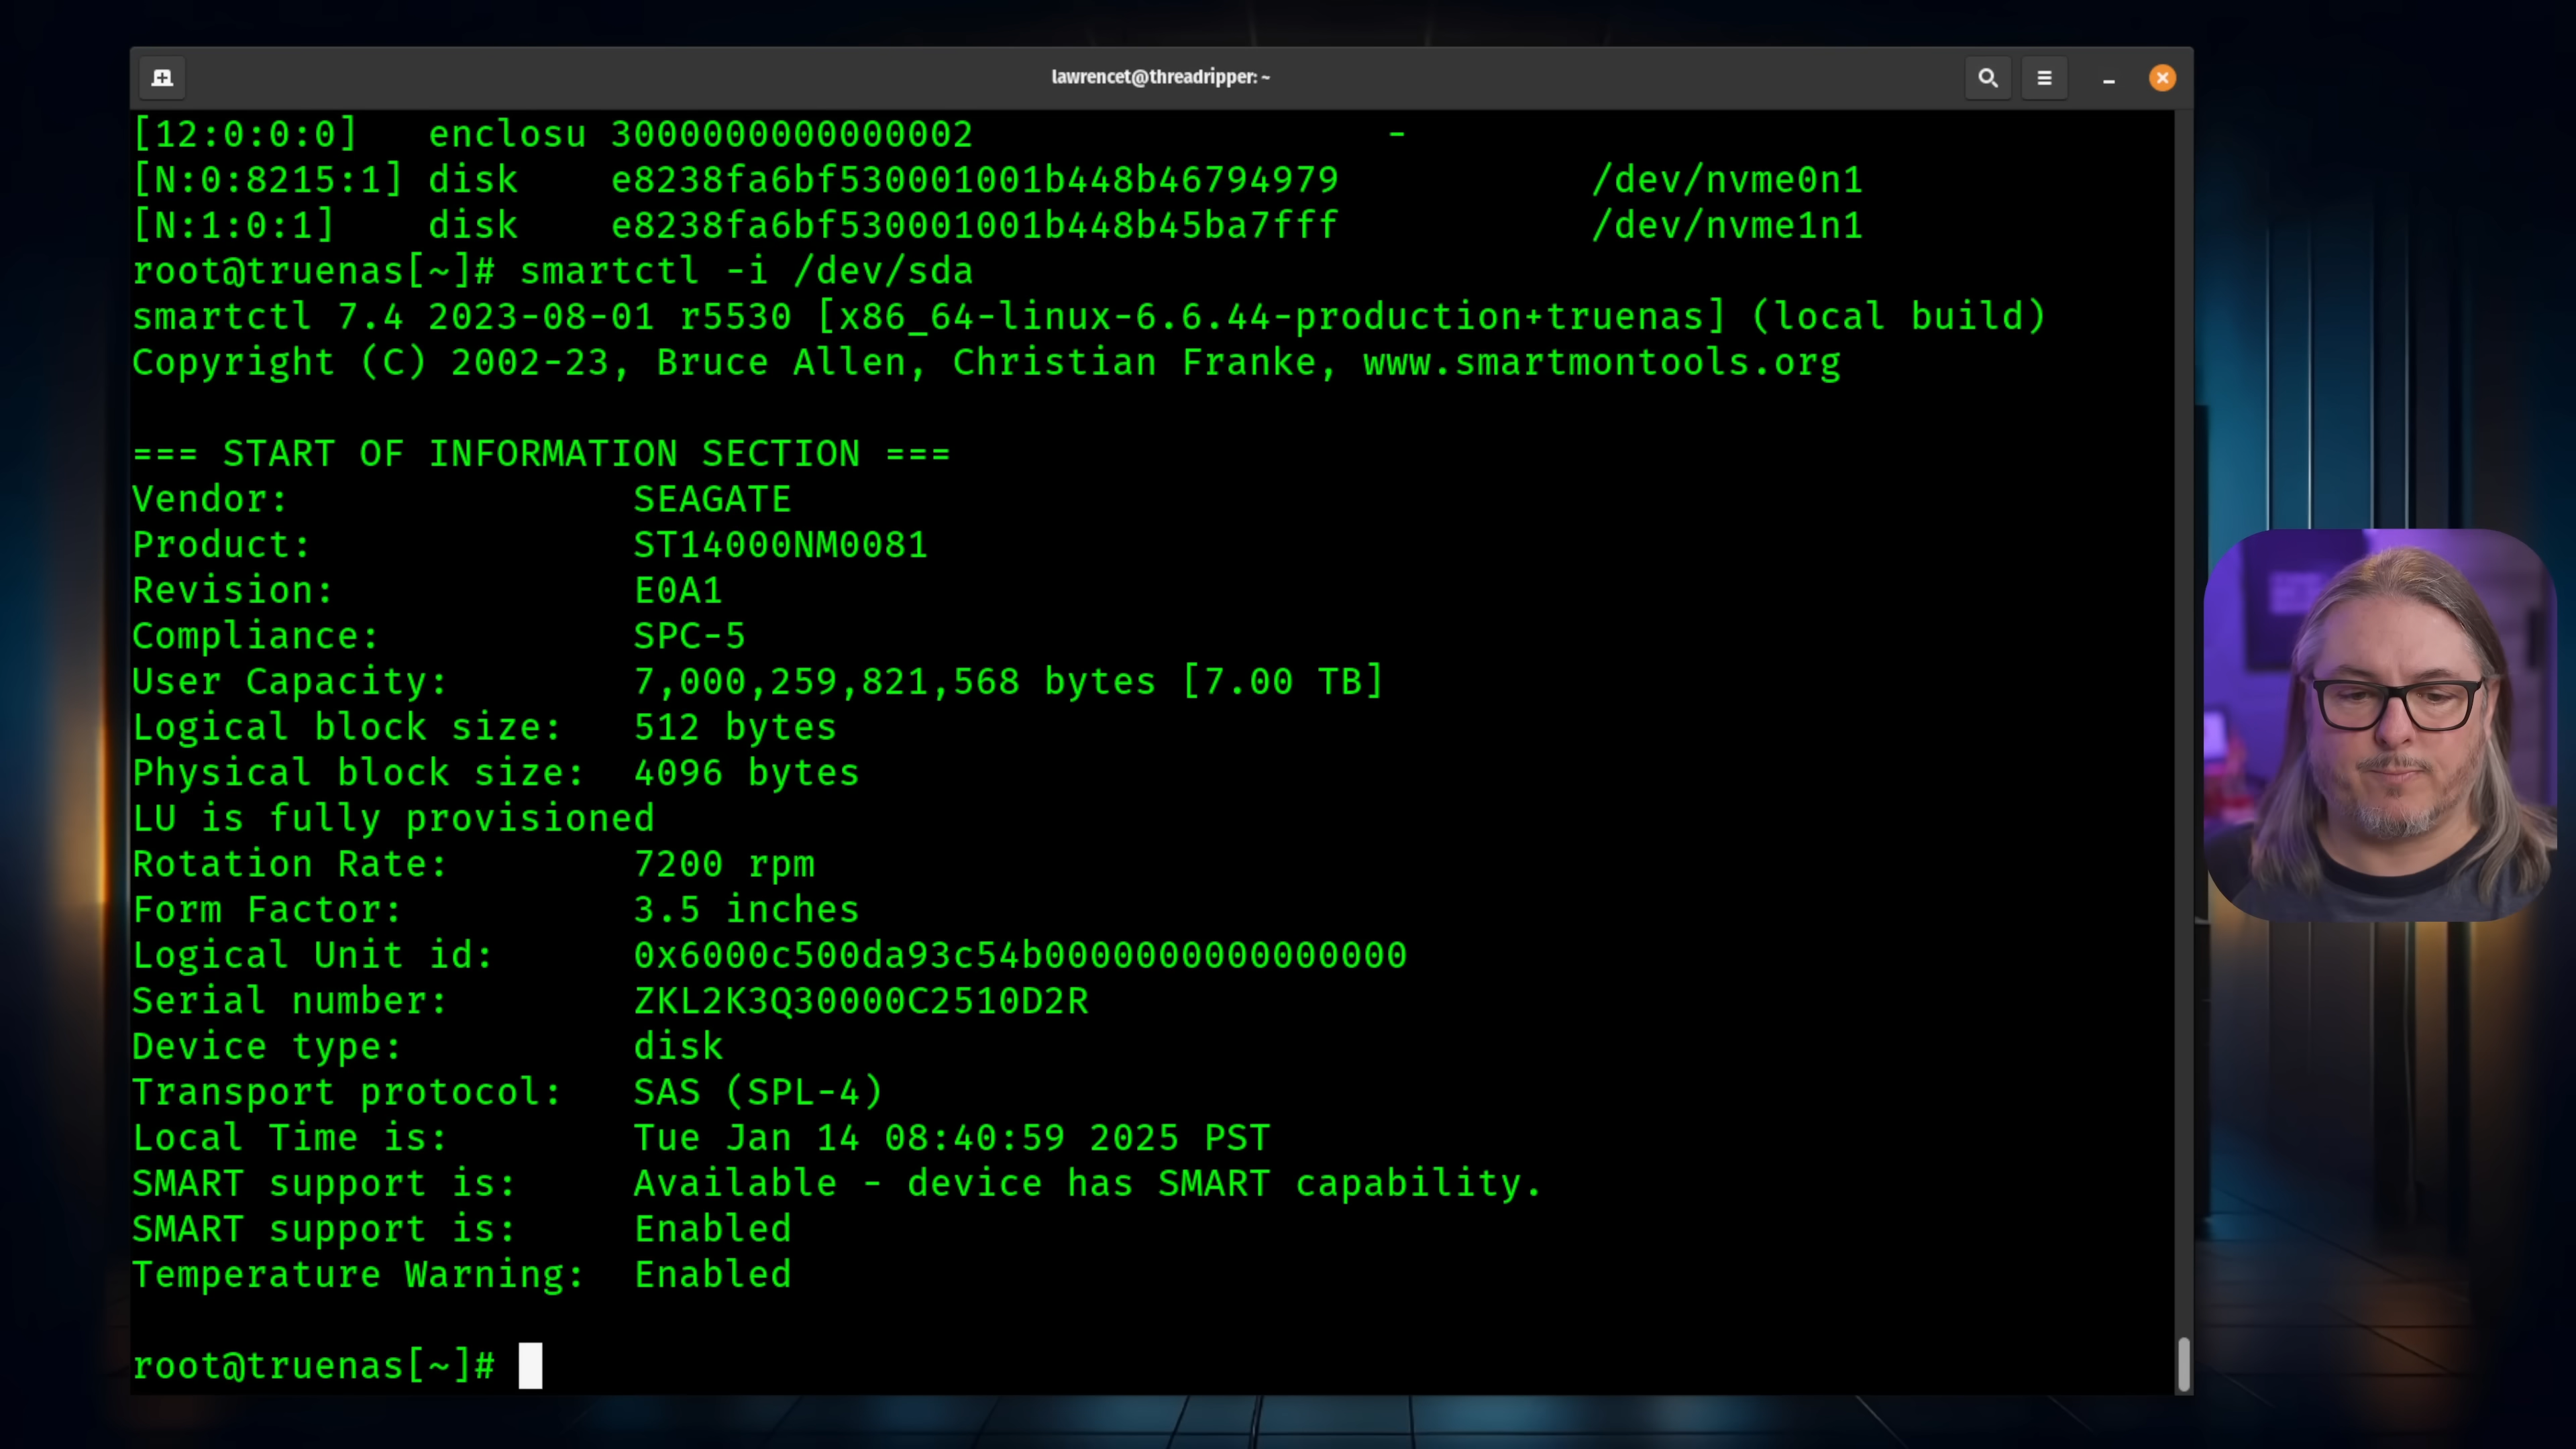 lawrencet@threadripper: ~
[12:0:0:0]   enclosu 3000000000000002                  -
[N:0:8215:1] disk    e8238fa6bf530001001b448b46794979           /dev/nvme0n1
[N:1:0:1]    disk    e8238fa6bf530001001b448b45ba7fff           /dev/nvme1n1
root@truenas[~]# smartctl -i /dev/sda
smartctl 7.4 2023-08-01 r5530 [x86_64-linux-6.6.44-production+truenas] (local build)
Copyright (C) 2002-23, Bruce Allen, Christian Franke, www.smartmontools.org
=== START OF INFORMATION SECTION ===
Vendor:               SEAGATE
Product:              ST14000NM0081
Revision:             E0A1
Compliance:           SPC-5
User Capacity:        7,000,259,821,568 bytes [7.00 TB]
Logical block size:   512 bytes
Physical block size:  4096 bytes
LU is fully provisioned
Rotation Rate:        7200 rpm
Form Factor:          3.5 inches
Logical Unit id:      0x6000c500da93c54b0000000000000000
Serial number:        ZKL2K3Q30000C2510D2R
Device type:          disk
Transport protocol:   SAS (SPL-4)
Local Time is:        Tue Jan 14 08:40:59 2025 PST
SMART support is:     Available - device has SMART capability.
SMART support is:     Enabled
Temperature Warning:  Enabled
root@truenas[~]#